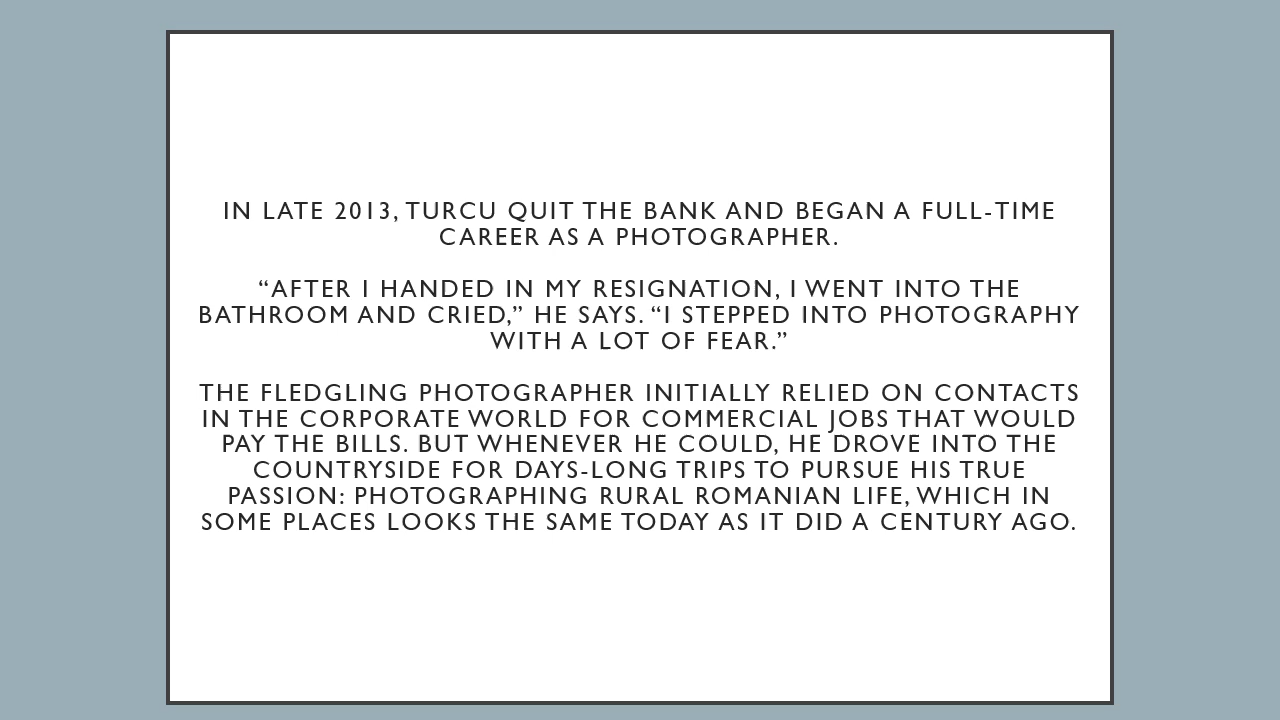 IN LATE 2013, TURCU QUIT THE BANK AND BEGAN A FULL-TIME
CAREER AS A PHOTOGRAPHER.
“AFTER I HANDED IN MY RESIGNATION, I WENT INTO THE
BATHROOM AND CRIED,” HE SAYS. “I STEPPED INTO PHOTOGRAPHY
WITH A LOT OF FEAR.”
THE FLEDGLING PHOTOGRAPHER INITIALLY RELIED ON CONTACTS
IN THE CORPORATE WORLD FOR COMMERCIAL JOBS THAT WOULD
PAY THE BILLS. BUT WHENEVER HE COULD, HE DROVE INTO THE
COUNTRYSIDE FOR DAYS-LONG TRIPS TO PURSUE HIS TRUE
PASSION: PHOTOGRAPHING RURAL ROMANIAN LIFE, WHICH IN
SOME PLACES LOOKS THE SAME TODAY AS IT DID A CENTURY AGO.